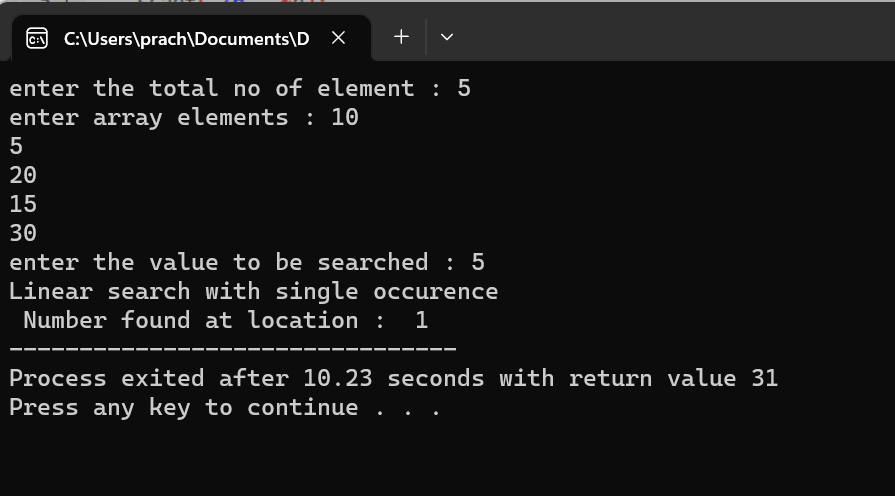 C:\Users\prach\Documents\D
enter the total no of element : 5
enter array elements : 10
5
20
15
30
enter the value to be searched : 5
Linear search with single occurence
 Number found at location :  1
--------------------------------
Process exited after 10.23 seconds with return value 31
Press any key to continue . . .